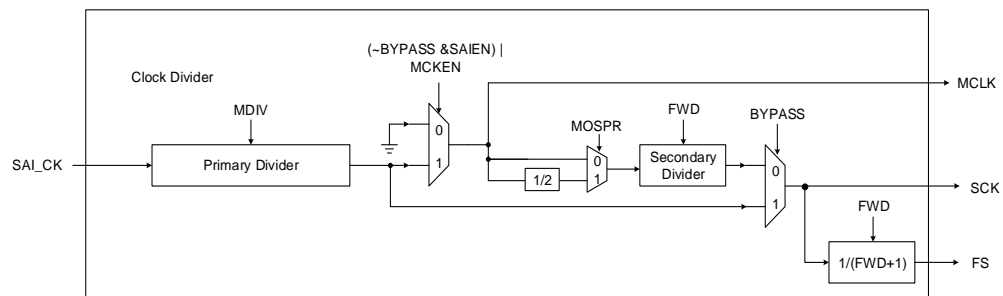 (~BYPASS &SAIEN) |
MCKEN
Clock Divider
MCLK
MDIV
MOSPR
FWD
BYPASS
0
1
SAI_CK
Primary Divider
0
1
1/2
Secondary
Divider
0
1
SCK
FWD
1/(FWD+1)
FS